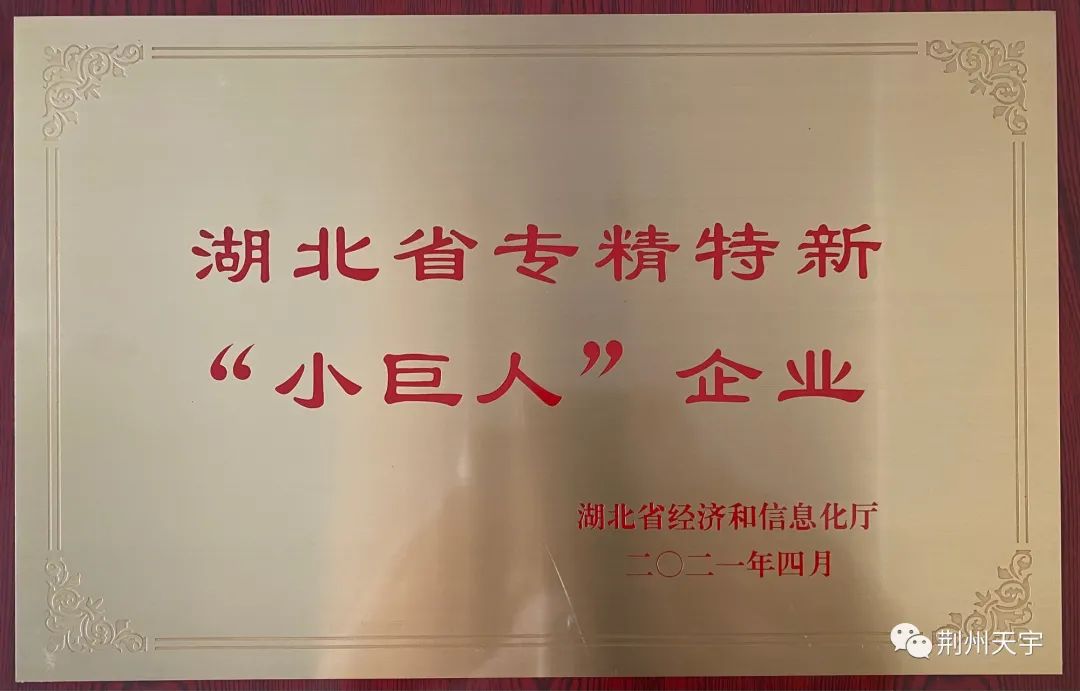 湖北省专精特新
“小巨人”企业
湖北省经济和信息化厅
二〇二一年四月
荆州天宇